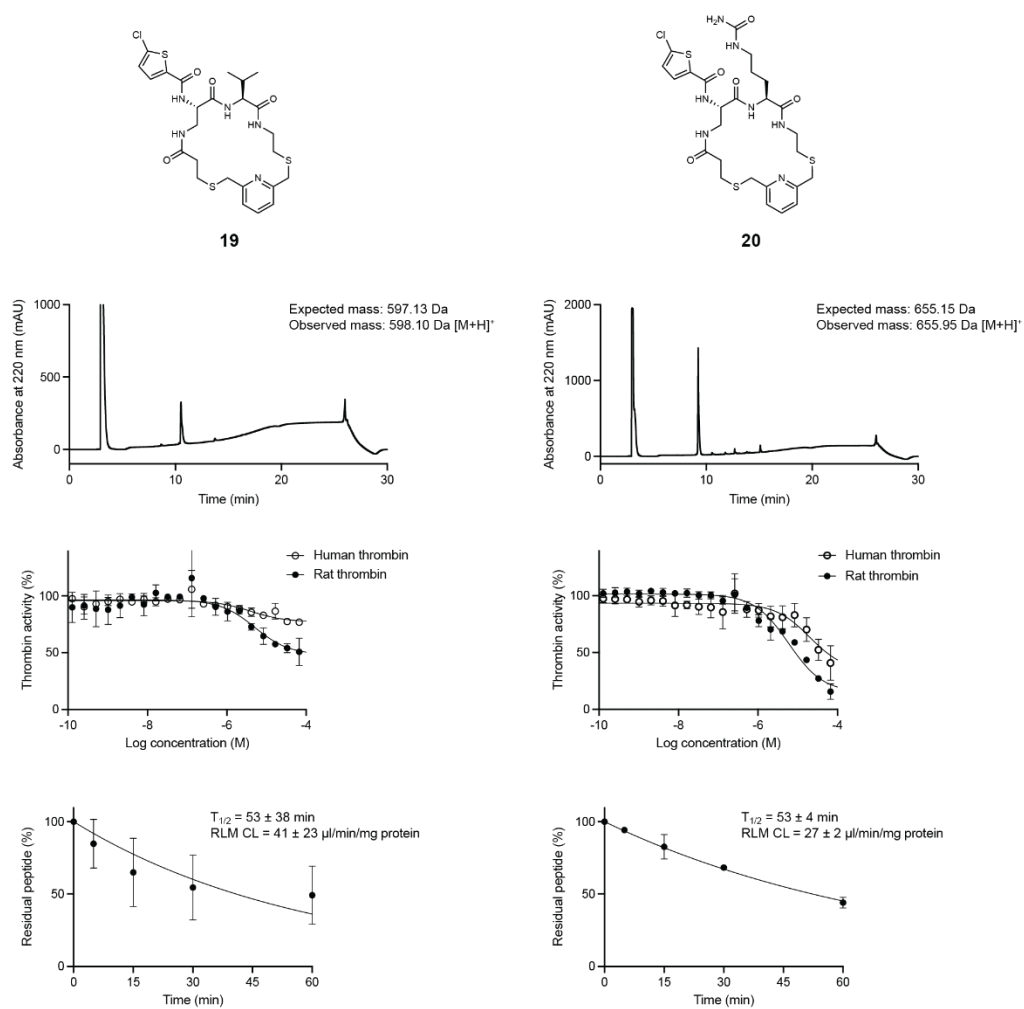 Cl
S
O
HN
O
N
H
O
HN
HN
O
S
S
N
19
H2N
O
HN
Cl
S
O
HN
O
N
H
O
HN
HN
O
S
S
N
20
Expected mass: 597.13 Da
Observed mass: 598.10 Da [M+H]+
Absorbance at 220 nm (mAU)
1000
500
0
0 10 20 30
Time (min)
Expected mass: 655.15 Da
Observed mass: 655.95 Da [M+H]+
Absorbance at 220 nm (mAU)
2000
1000
0
0 10 20 30
Time (min)
Human thrombin
Rat thrombin
Thrombin activity (%)
100
50
0
-10 -8 -6 -4
Log concentration (M)
Human thrombin
Rat thrombin
Thrombin activity (%)
100
50
0
-10 -8 -6 -4
Log concentration (M)
T1/2 = 53 ± 38 min
RLM CL = 41 ± 23 µl/min/mg protein
Residual peptide (%)
100
50
0
0 15 30 45 60
Time (min)
T1/2 = 53 ± 4 min
RLM CL = 27 ± 2 µl/min/mg protein
Residual peptide (%)
100
50
0
0 15 30 45 60
Time (min)